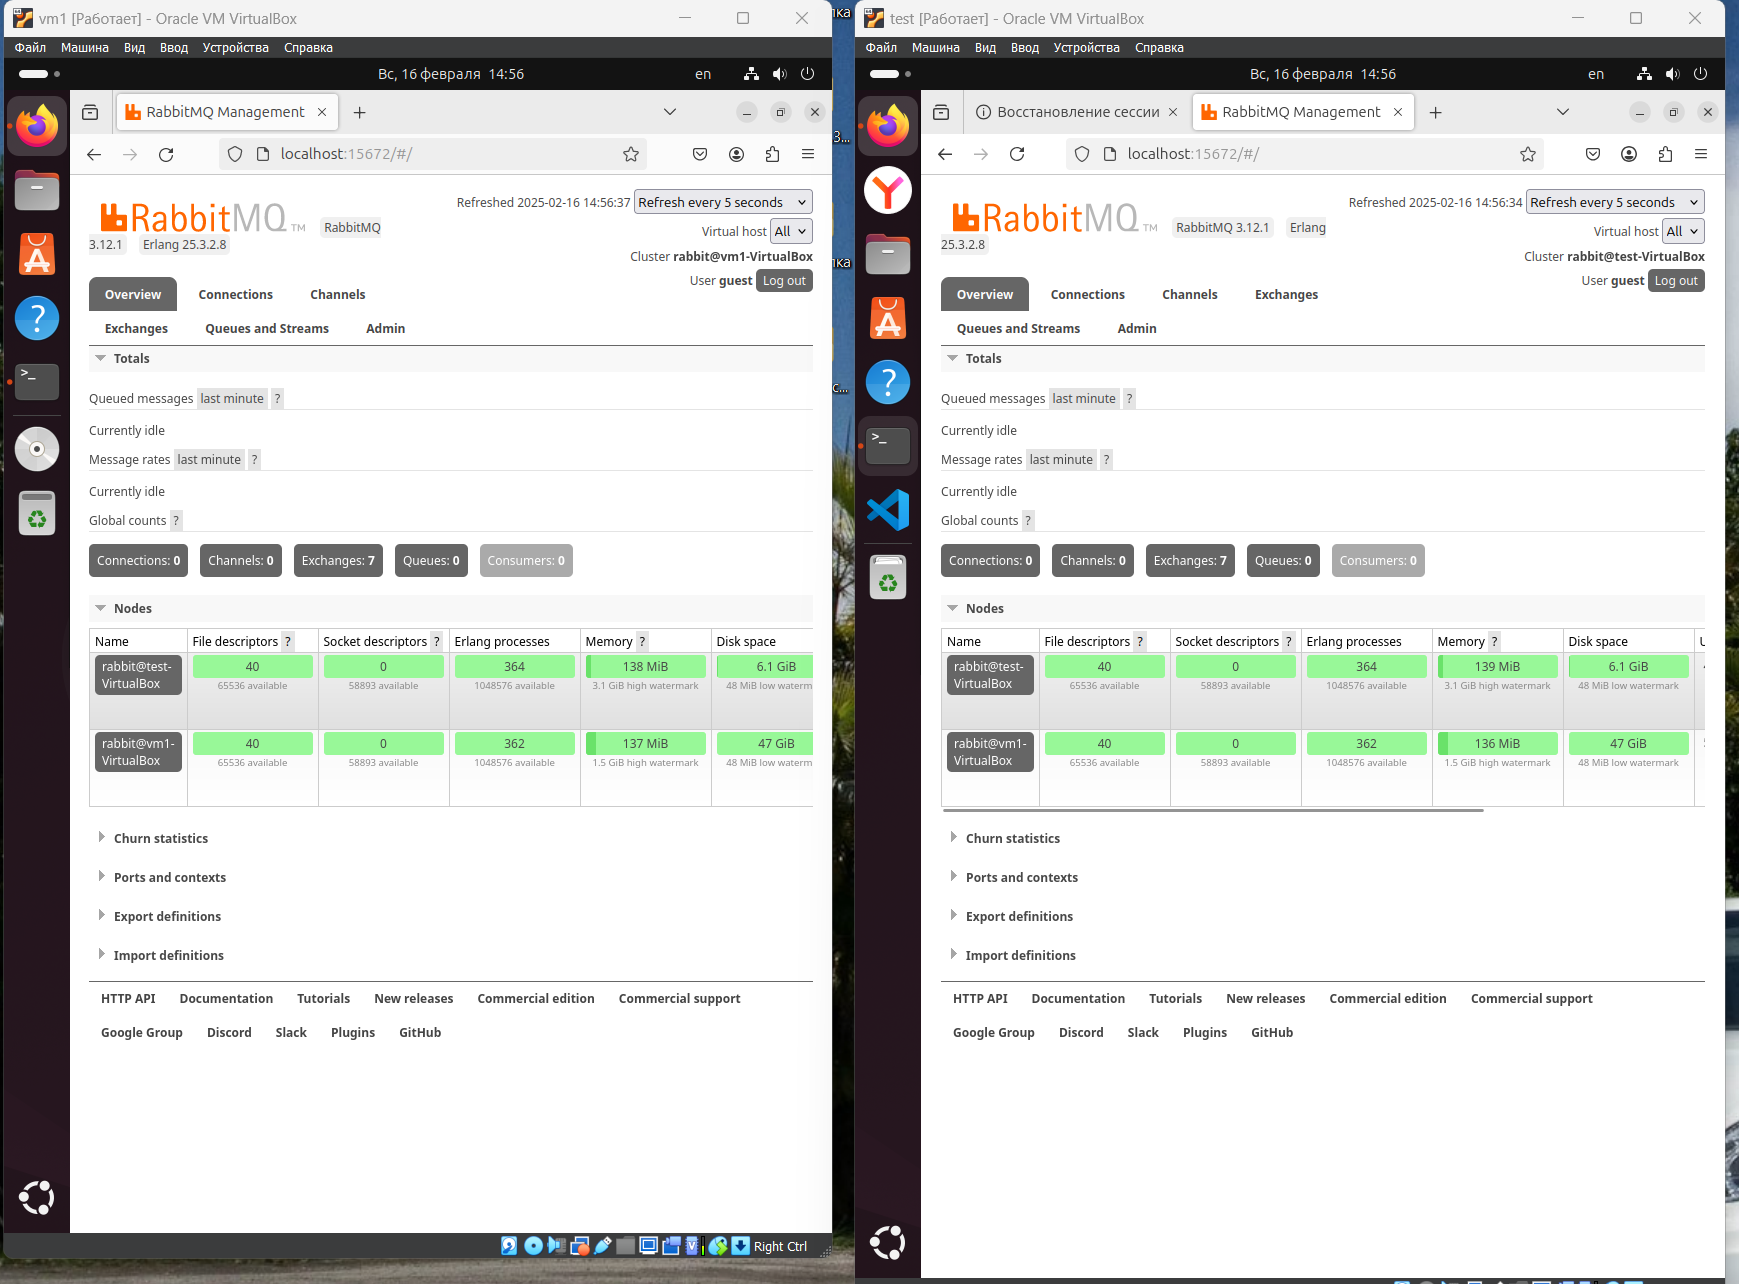 vm1 [Работает] - Oracle VM VirtualBox
Файл Машина Вид Ввод Устройства Справка
Вс, 16 февраля 14:56 en
RabbitMQ Management
localhost:15672/#/
Refreshed 2025-02-16 14:56:37 Refresh every 5 seconds
RabbitMQ TM RabbitMQ
3.12.1 Erlang 25.3.2.8
Virtual host All
Cluster rabbit@vm1-VirtualBox
User guest Log out
Overview Connections Channels
Exchanges Queues and Streams Admin
Totals
Queued messages last minute ?
Currently idle
Message rates last minute ?
Currently idle
Global counts ?
Connections: 0 Channels: 0 Exchanges: 7 Queues: 0 Consumers: 0
Nodes
Name File descriptors ? Socket descriptors ? Erlang processes Memory ? Disk space
rabbit@test-VirtualBox 40 0 364 138 MiB 6.1 GiB
65536 available 58893 available 1048576 available 3.1 GiB high watermark 48 MiB low waterm
rabbit@vm1-VirtualBox 40 0 362 137 MiB 47 GiB
65536 available 58893 available 1048576 available 1.5 GiB high watermark 48 MiB low waterm
Churn statistics
Ports and contexts
Export definitions
Import definitions
HTTP API Documentation Tutorials New releases Commercial edition Commercial support
Google Group Discord Slack Plugins GitHub
Right Ctrl
test [Работает] - Oracle VM VirtualBox
Файл Машина Вид Ввод Устройства Справка
Вс, 16 февраля 14:56 en
Восстановление сессии RabbitMQ Management
localhost:15672/#/
Refreshed 2025-02-16 14:56:34 Refresh every 5 seconds
RabbitMQ TM RabbitMQ 3.12.1 Erlang
25.3.2.8
Virtual host All
Cluster rabbit@test-VirtualBox
User guest Log out
Overview Connections Channels Exchanges
Queues and Streams Admin
Totals
Queued messages last minute ?
Currently idle
Message rates last minute ?
Currently idle
Global counts ?
Connections: 0 Channels: 0 Exchanges: 7 Queues: 0 Consumers: 0
Nodes
Name File descriptors ? Socket descriptors ? Erlang processes Memory ? Disk space
rabbit@test-VirtualBox 40 0 364 139 MiB 6.1 GiB
65536 available 58893 available 1048576 available 3.1 GiB high watermark 48 MiB low watermark
rabbit@vm1-VirtualBox 40 0 362 136 MiB 47 GiB
65536 available 58893 available 1048576 available 1.5 GiB high watermark 48 MiB low watermark
Churn statistics
Ports and contexts
Export definitions
Import definitions
HTTP API Documentation Tutorials New releases Commercial edition Commercial support
Google Group Discord Slack Plugins GitHub